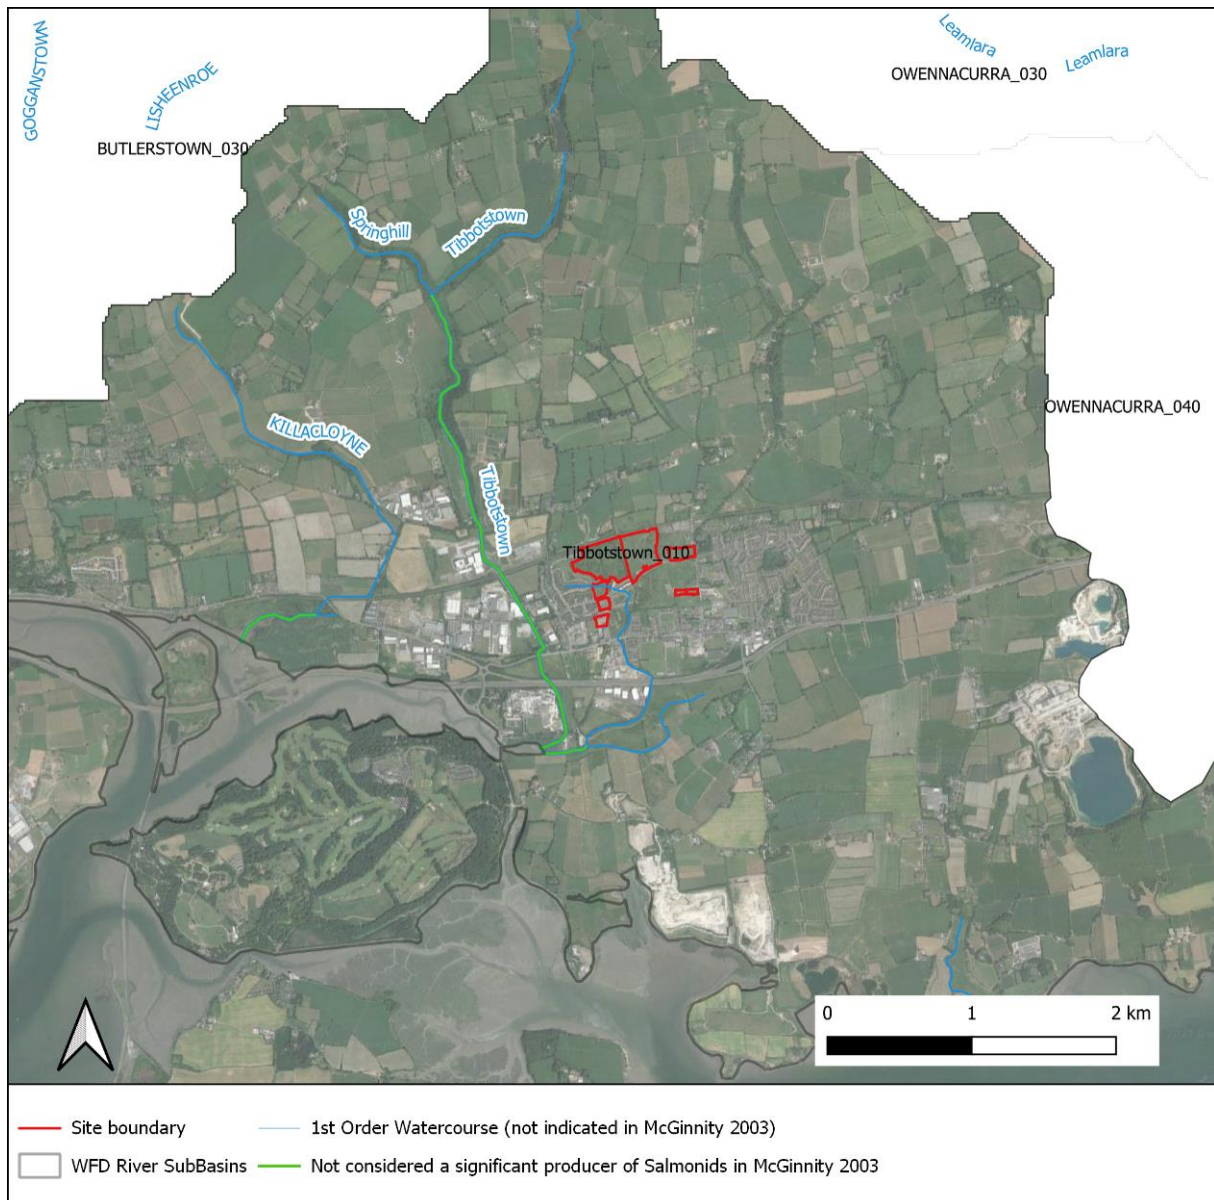 GOGGANSTOWN
LISHEENROE
Leamlara
Leamlara
OWENNACURRA_030
BUTLERSTOWN_030
Springhill
Tibbotstown
OWENNACURRA_040
KILLACLOYNE
Tibbotstown
Tibbotstown_010
0 1 2 km
Site boundary
1st Order Watercourse (not indicated in McGinnity 2003)
WFD River SubBasins
Not considered a significant producer of Salmonids in McGinnity 2003